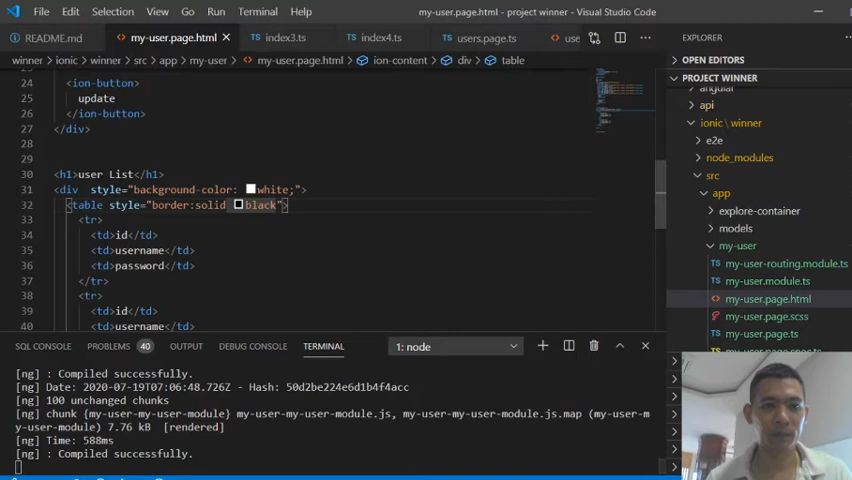 File Edit Selection View Go Run Terminal Help
my-user.page.html - project winner - Visual Studio Code
README.md my-user.page.html index3.ts index4.ts users.page.ts use
winner > ionic > winner > src > app > my-user > my-user.page.html > ion-content > div > table
24 <ion-button>
25 update
26 </ion-button>
27 </div>
28
29
30 <h1>user List</h1>
31 <div style="background-color: white;">
32 <table style="border:solid black">
33 <tr>
34 <td>id</td>
35 <td>username</td>
36 <td>password</td>
37 </tr>
38 <tr>
39 <td>id</td>
40 <td>username</td>
EXPLORER
OPEN EDITORS
PROJECT WINNER
angular
api
ionic \ winner
e2e
node_modules
src
app
explore-container
models
my-user
my-user-routing.module.ts
my-user.module.ts
my-user.page.html
my-user.page.scss
my-user.page.ts
my-user.page.spec.ts
SQL CONSOLE PROBLEMS 40 OUTPUT DEBUG CONSOLE TERMINAL
1: node
[ng] : Compiled successfully.
[ng] Date: 2020-07-19T07:06:48.726Z - Hash: 50d2be224e6d1b4f4acc
[ng] 100 unchanged chunks
[ng] chunk {my-user-my-user-module} my-user-my-user-module.js, my-user-my-user-module.js.map (my-user-m
y-user-module) 7.76 kB [rendered]
[ng] Time: 588ms
[ng] : Compiled successfully.